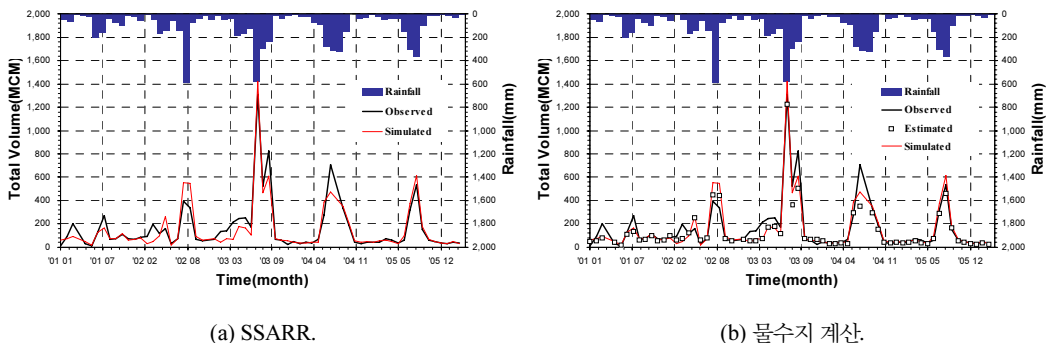 2,000
1,800
1,600
1,400
1,200
1,000
800
600
400
200
0
Total Volume(MCM)
0
200
400
600
800
1,000
1,200
1,400
1,600
1,800
2,000
Rainfall(mm)
Rainfall
Observed
Simulated
'01 01 '01 07 '02 02 '02 08 '03 03 '03 09 '04 04 '04 11 '05 05 '05 12
Time(month)
(a) SSARR.
2,000
1,800
1,600
1,400
1,200
1,000
800
600
400
200
0
Total Volume(MCM)
0
200
400
600
800
1,000
1,200
1,400
1,600
1,800
2,000
Rainfall(mm)
Rainfall
Observed
Estimated
Simulated
'01 01 '01 07 '02 02 '02 08 '03 03 '03 09 '04 04 '04 11 '05 05 '05 12
Time(month)
(b) 물수지 계산.